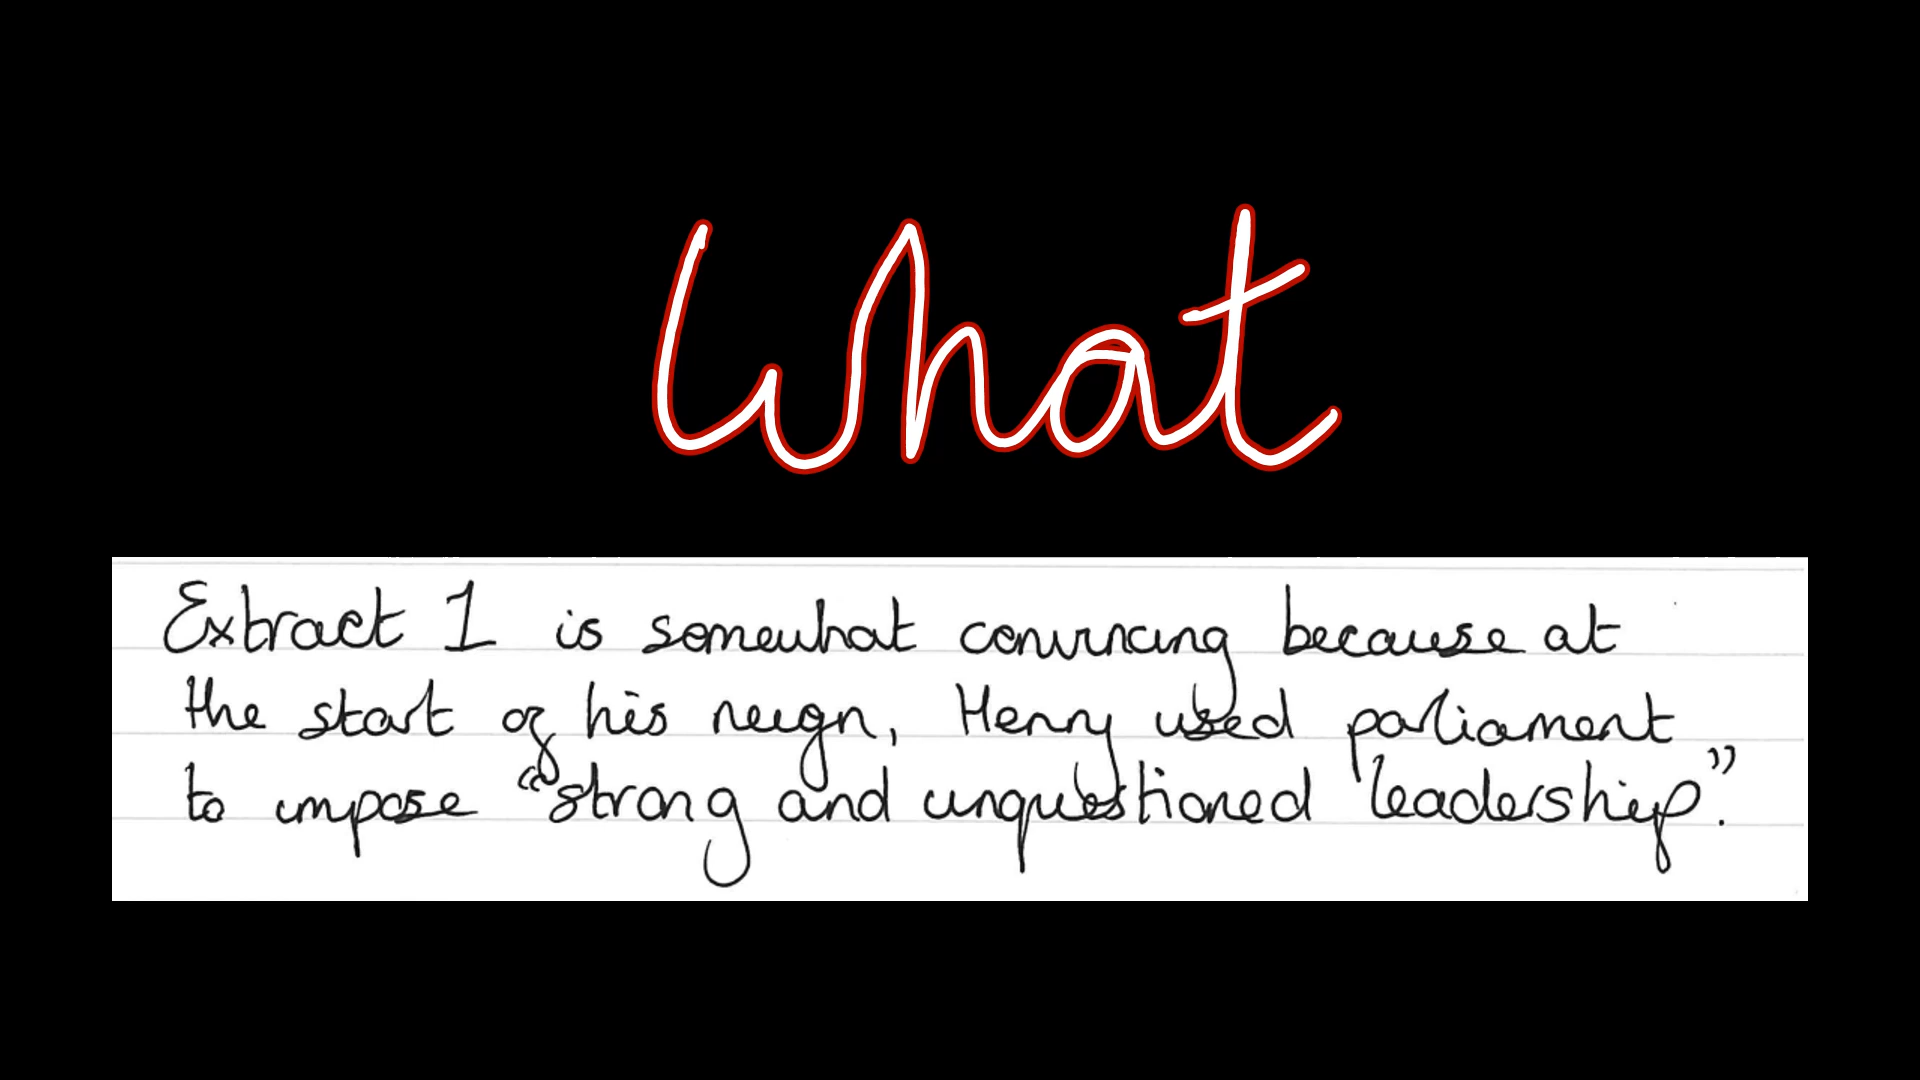 What
Extract 1 is somewhat convincing because at
the start of his reign, Henry used parliament
to impose “strong and unquestioned leadership”.